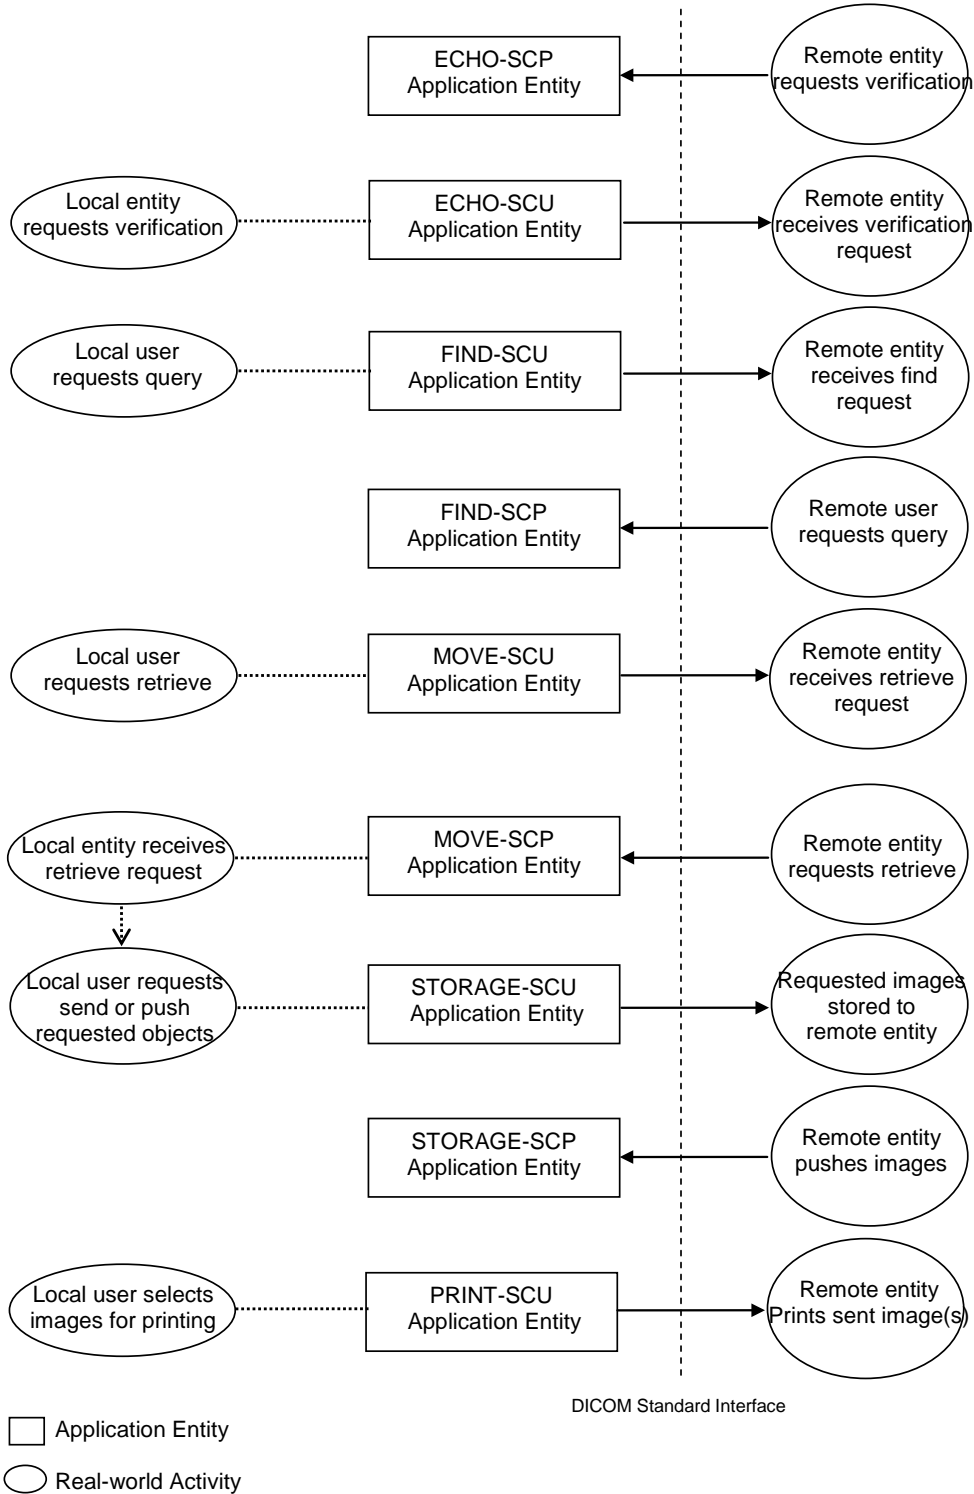 ECHO-SCP
Application Entity
Remote entity
requests verification
Local entity
requests verification
ECHO-SCU
Application Entity
Remote entity
receives verification
request
Local user
requests query
FIND-SCU
Application Entity
Remote entity
receives find
request
FIND-SCP
Application Entity
Remote user
requests query
Local user
requests retrieve
MOVE-SCU
Application Entity
Remote entity
receives retrieve
request
Local entity receives
retrieve request
MOVE-SCP
Application Entity
Remote entity
requests retrieve
Local user requests
send or push
requested objects
STORAGE-SCU
Application Entity
Requested images
stored to
remote entity
STORAGE-SCP
Application Entity
Remote entity
pushes images
Local user selects
images for printing
PRINT-SCU
Application Entity
Remote entity
Prints sent image(s)
DICOM Standard Interface
Application Entity
Real-world Activity